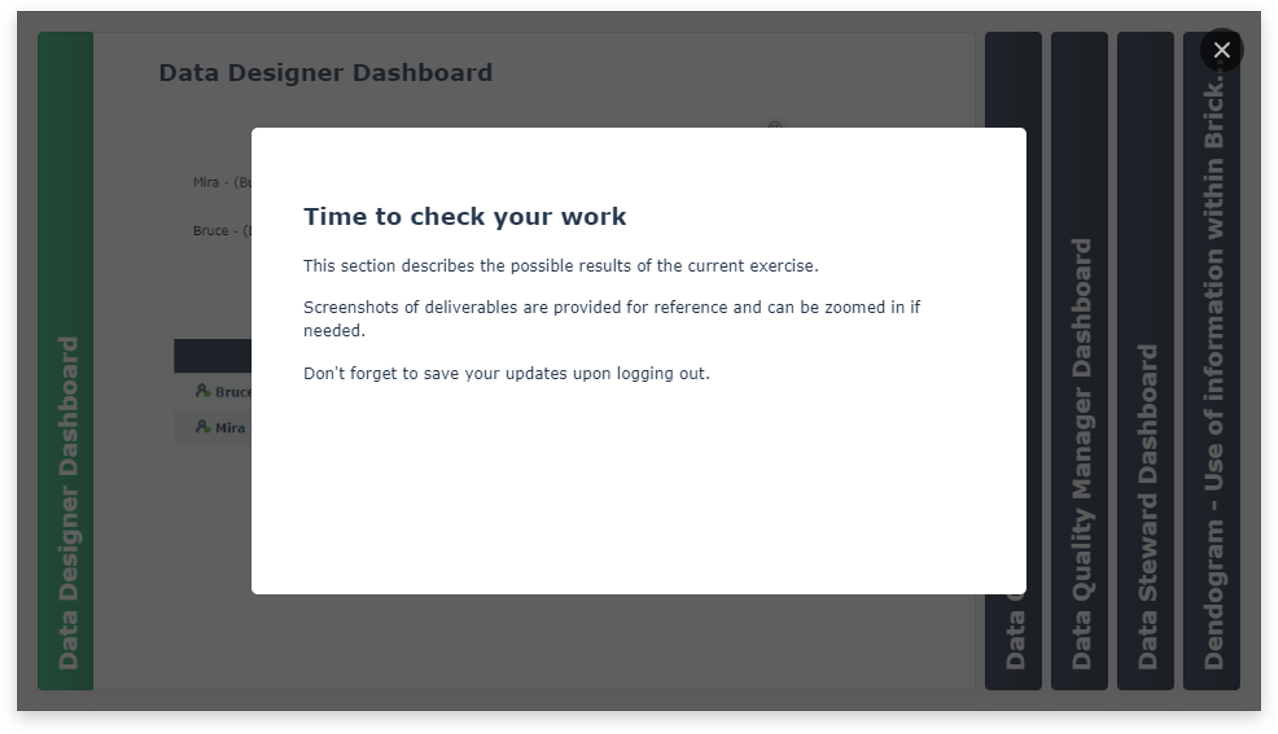 Data Designer Dashboard
Data Designer Dashboard
Mira -
Bruce -
Bruce
Mira
Time to check your work
This section describes the possible results of the current exercise.
Screenshots of deliverables are provided for reference and can be zoomed in if
needed.
Don't forget to save your updates upon logging out.
Data
Data Quality Manager Dashboard
Data Steward Dashboard
Dendogram - Use of information within Brick...